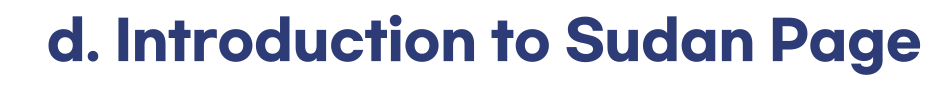 d. Introduction to Sudan Page